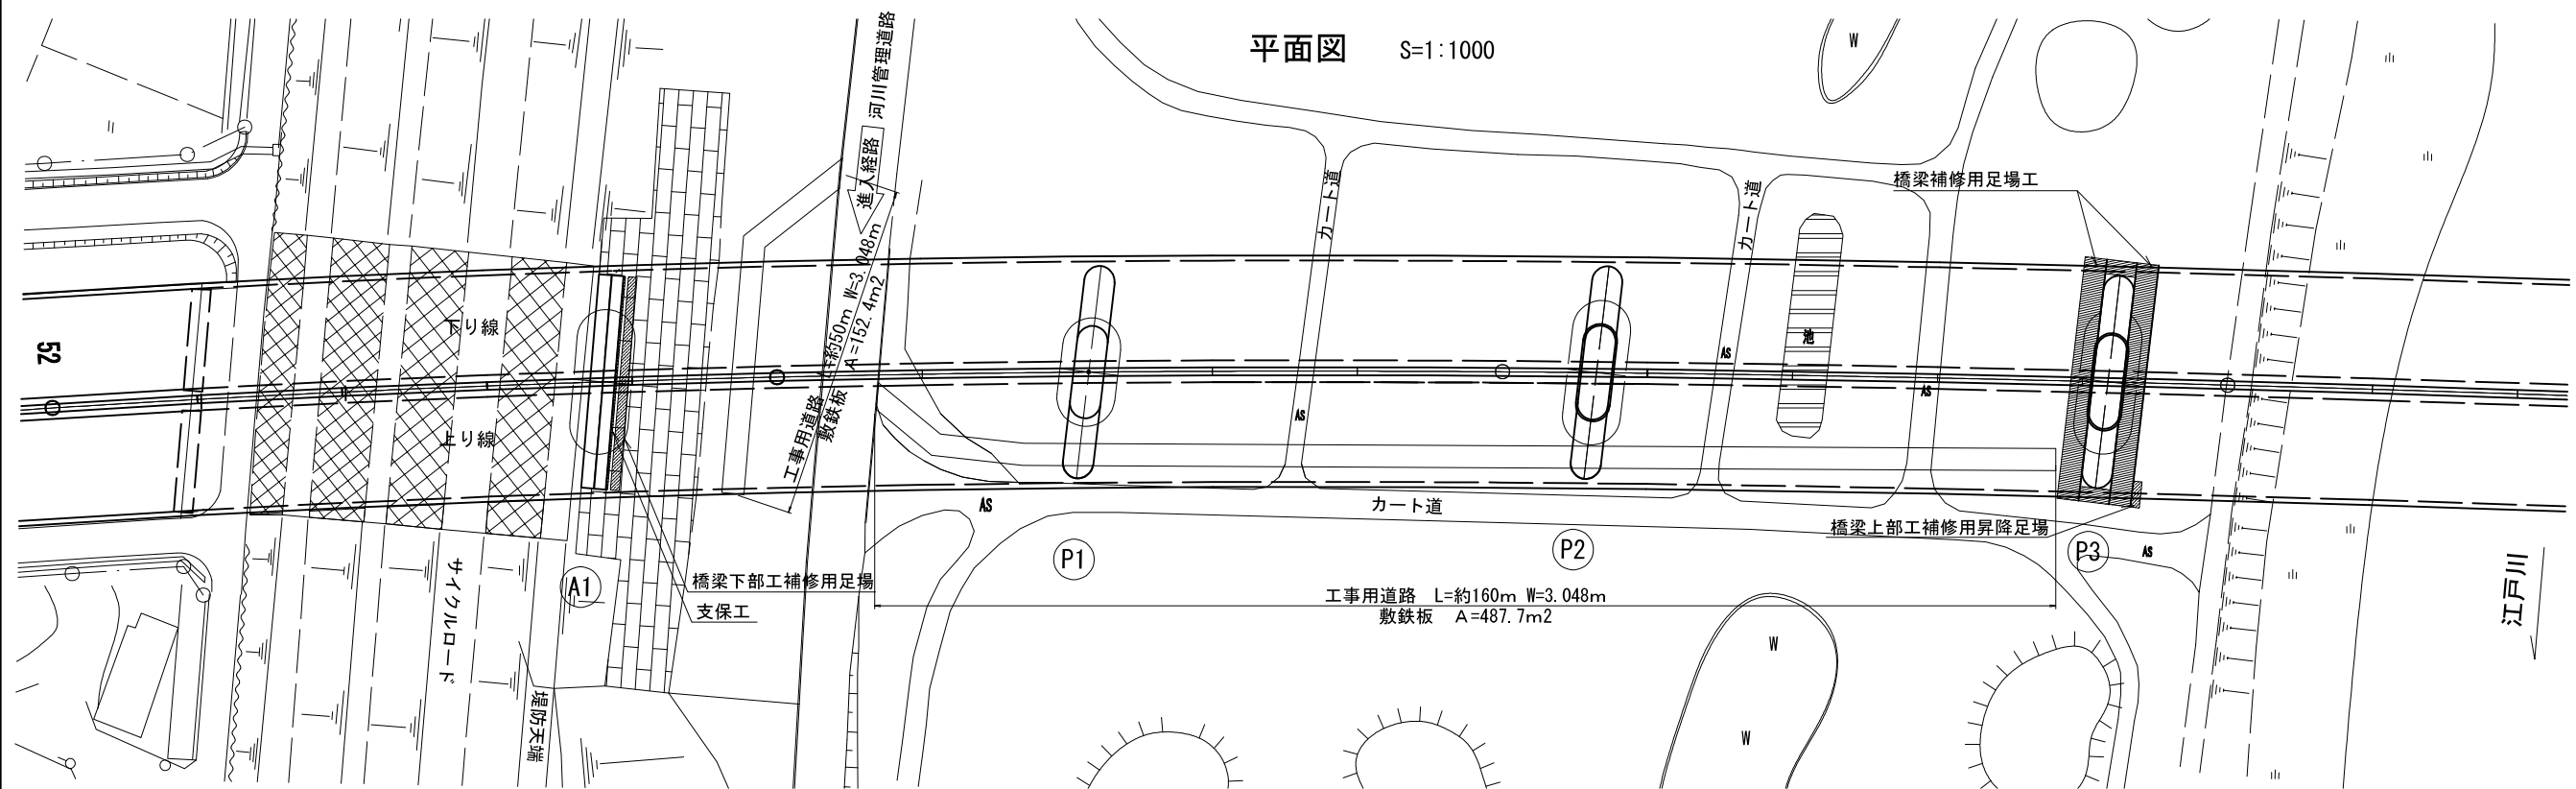 平面図 S=1:1000
河川管理道路
進入経路
W
橋梁補修用足場工
カート道
カート道
工事用道路 L=約50m W=3.048m
敷鉄板 A=152.4m2
下り線
52
池
AS
AS
AS
上り線
AS
カート道
橋梁上部工補修用昇降足場
P1
P2
P3
AS
A1
橋梁下部工補修用足場
支保工
工事用道路 L=約160m W=3.048m
敷鉄板 A=487.7m2
サイクルロード
堤防天端
江戸川
W
W